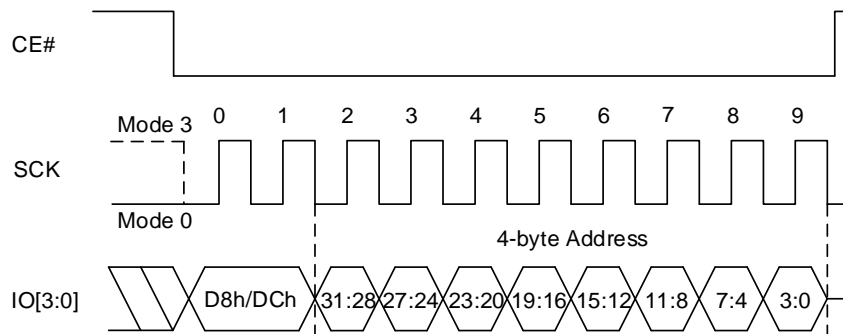 CE#
0 1 2 3 4 5 6 7 8 9
Mode 3
SCK
Mode 0
4-byte Address
IO[3:0]
D8h/DCh 31:28 27:24 23:20 19:16 15:12 11:8 7:4 3:0